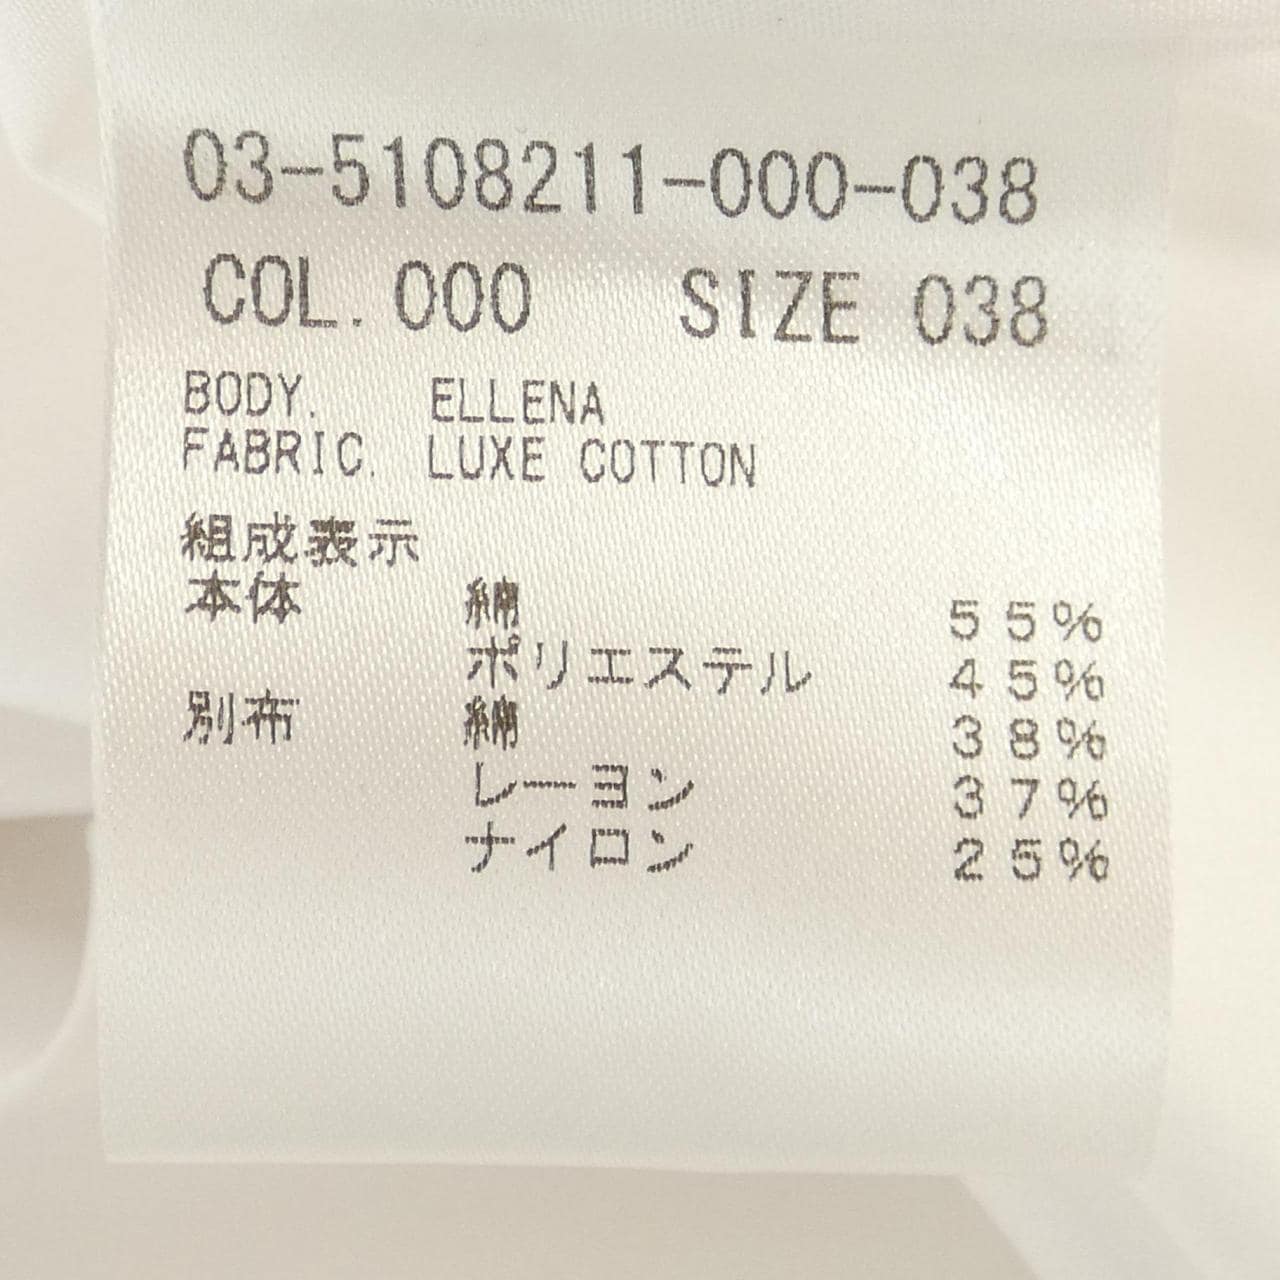 03-5108211-000-038
COL. 000 SIZE 038
BODY. ELLENA
FABRIC. LUXE COTTON
組成表示
本体 綿 55%
ポリエステル 45%
別布 綿 38%
レーヨン 37%
ナイロン 25%